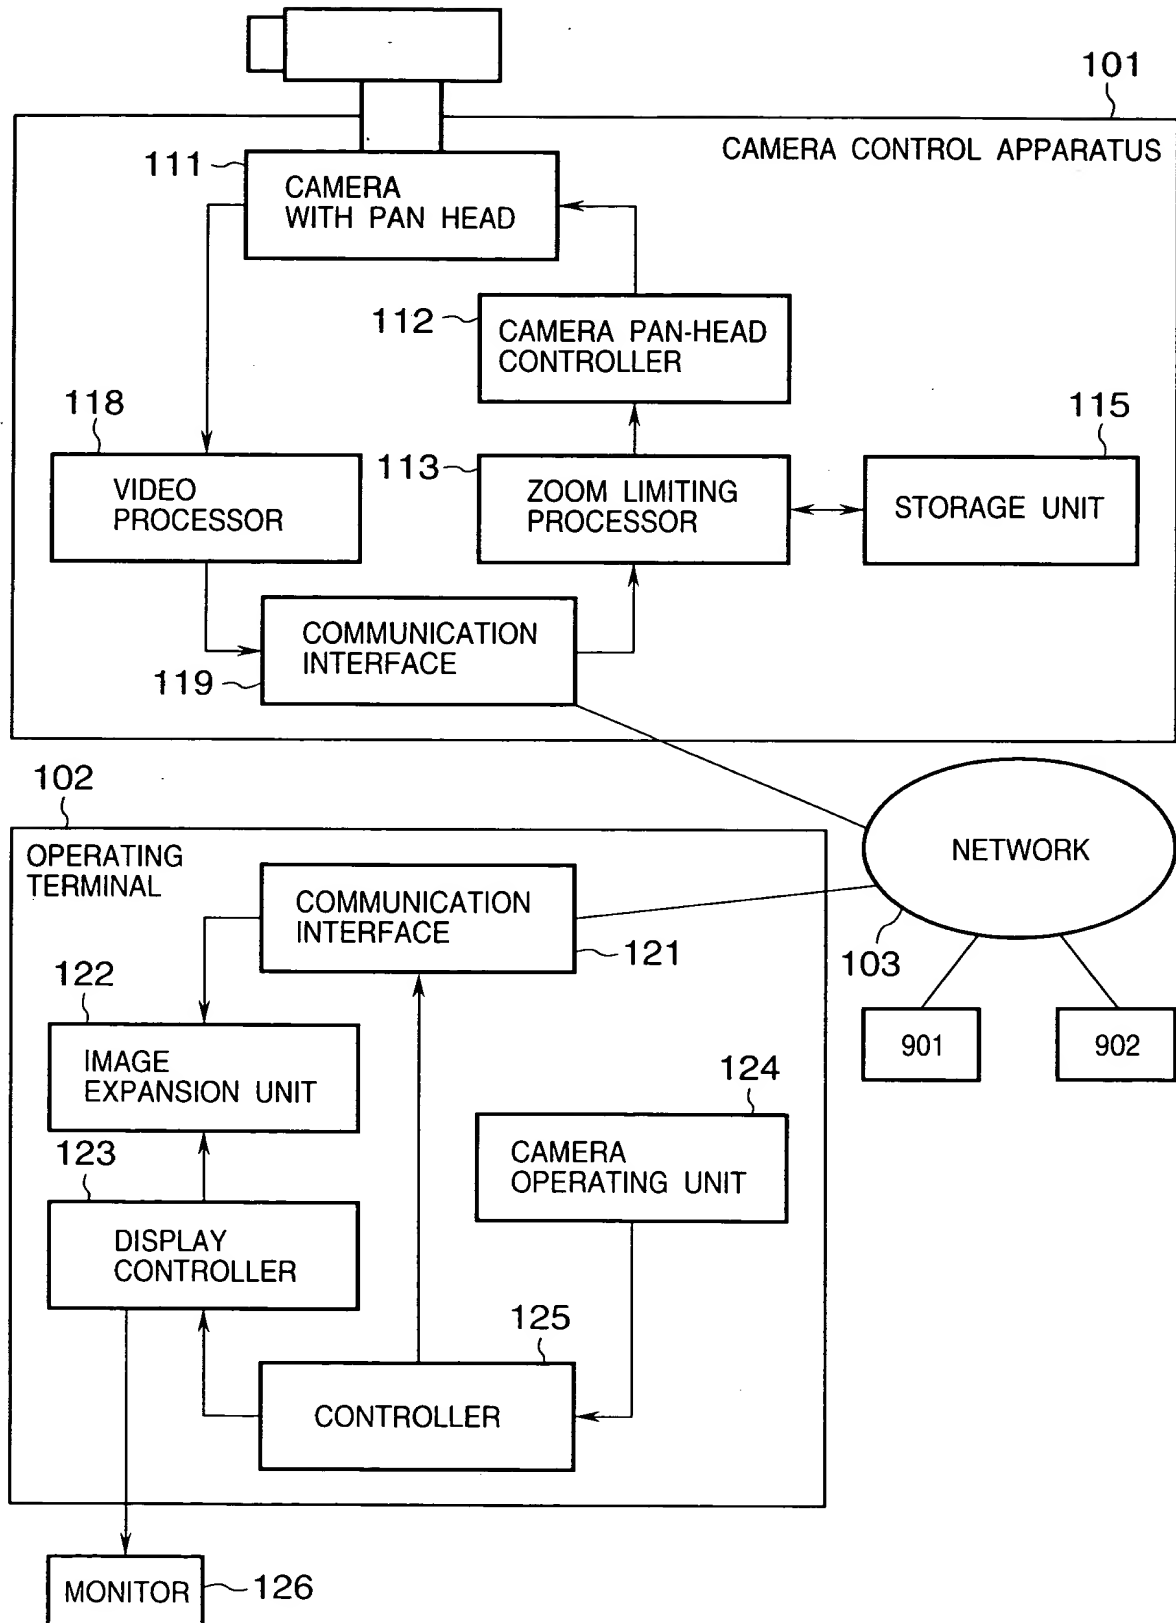 101
CAMERA CONTROL APPARATUS
111
CAMERA
WITH PAN HEAD
112
CAMERA PAN-HEAD
CONTROLLER
118
VIDEO
PROCESSOR
113
ZOOM LIMITING
PROCESSOR
115
STORAGE UNIT
COMMUNICATION
INTERFACE
119
102
OPERATING
TERMINAL
COMMUNICATION
INTERFACE
121
NETWORK
103
901
902
122
IMAGE
EXPANSION UNIT
124
CAMERA
OPERATING UNIT
123
DISPLAY
CONTROLLER
125
CONTROLLER
MONITOR
126